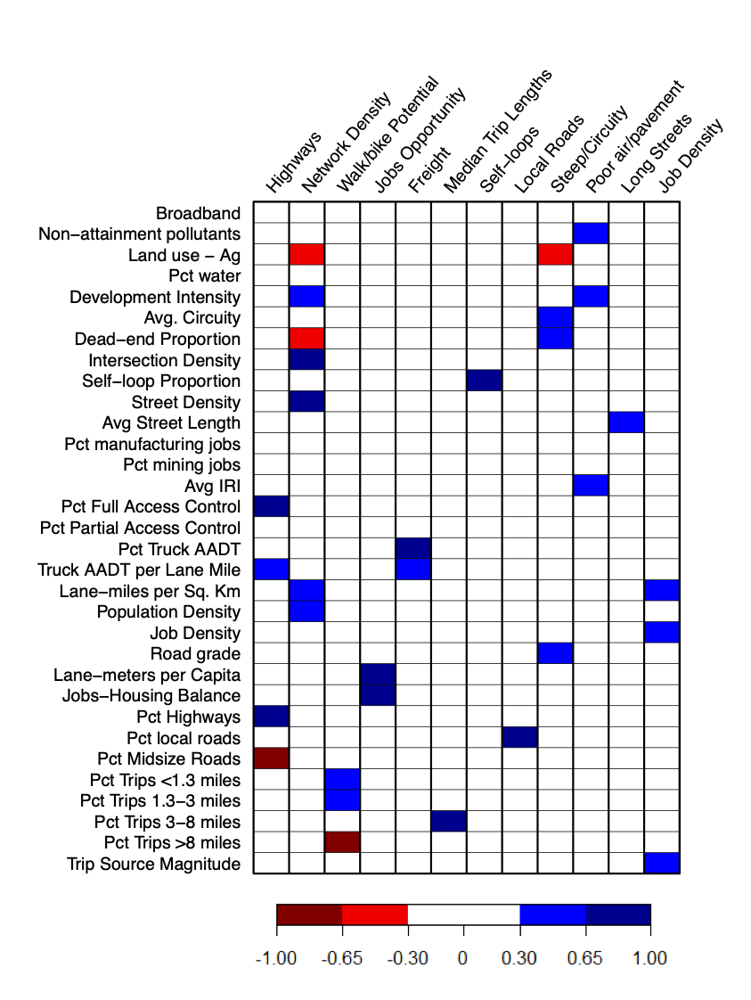 Highways
Network Density
Walk/bike Potential
Jobs Opportunity
Freight
Median Trip Lengths
Self−loops
Local Roads
Steep/Circuity
Poor air/pavement
Long Streets
Job Density
Broadband
Non−attainment pollutants
Land use − Ag
Pct water
Development Intensity
Avg. Circuity
Dead−end Proportion
Intersection Density
Self−loop Proportion
Street Density
Avg Street Length
Pct manufacturing jobs
Pct mining jobs
Avg IRI
Pct Full Access Control
Pct Partial Access Control
Pct Truck AADT
Truck AADT per Lane Mile
Lane−miles per Sq. Km
Population Density
Job Density
Road grade
Lane−meters per Capita
Jobs−Housing Balance
Pct Highways
Pct local roads
Pct Midsize Roads
Pct Trips <1.3 miles
Pct Trips 1.3−3 miles
Pct Trips 3−8 miles
Pct Trips >8 miles
Trip Source Magnitude
-1.00 -0.65 -0.30 0 0.30 0.65 1.00